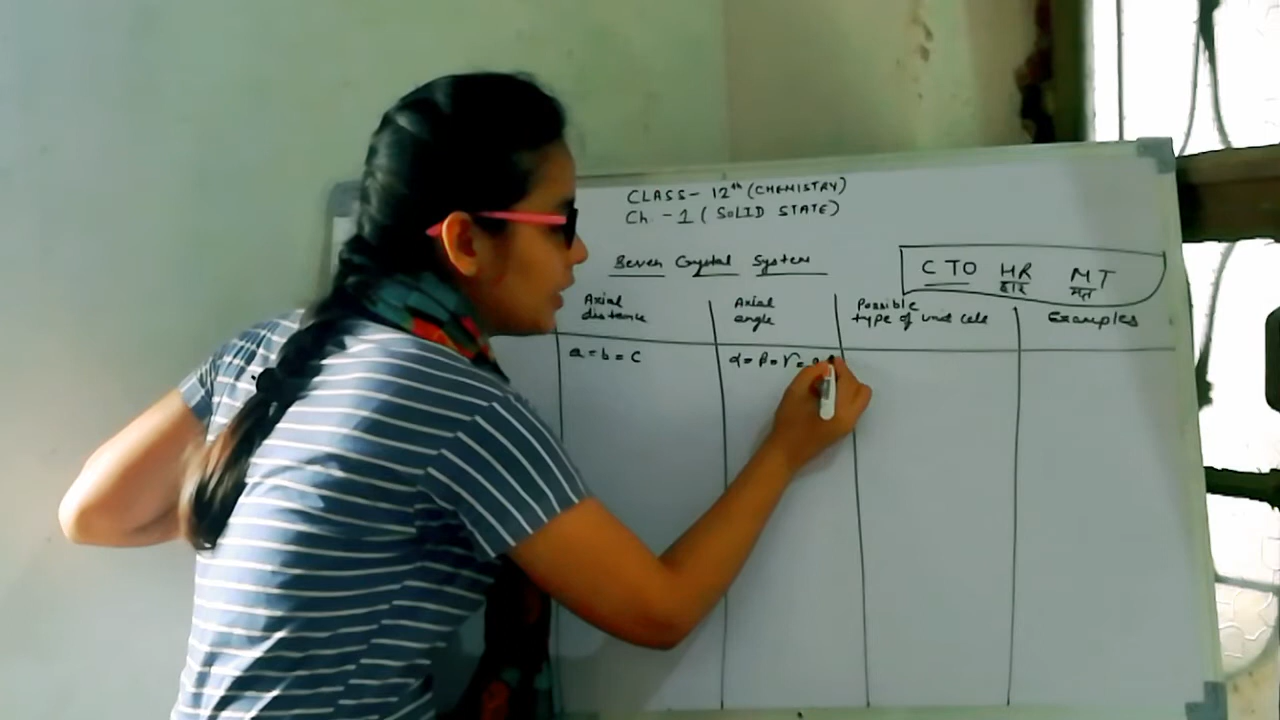 CLASS- 12th (CHEMISTRY)
Ch -1 ( SOLID STATE)
Seven Crystal System
C TO HR MT
हार मत
Axial distance
Axial angle
Possible type of unit cell
Examples
a = b = c
α = β = γ =